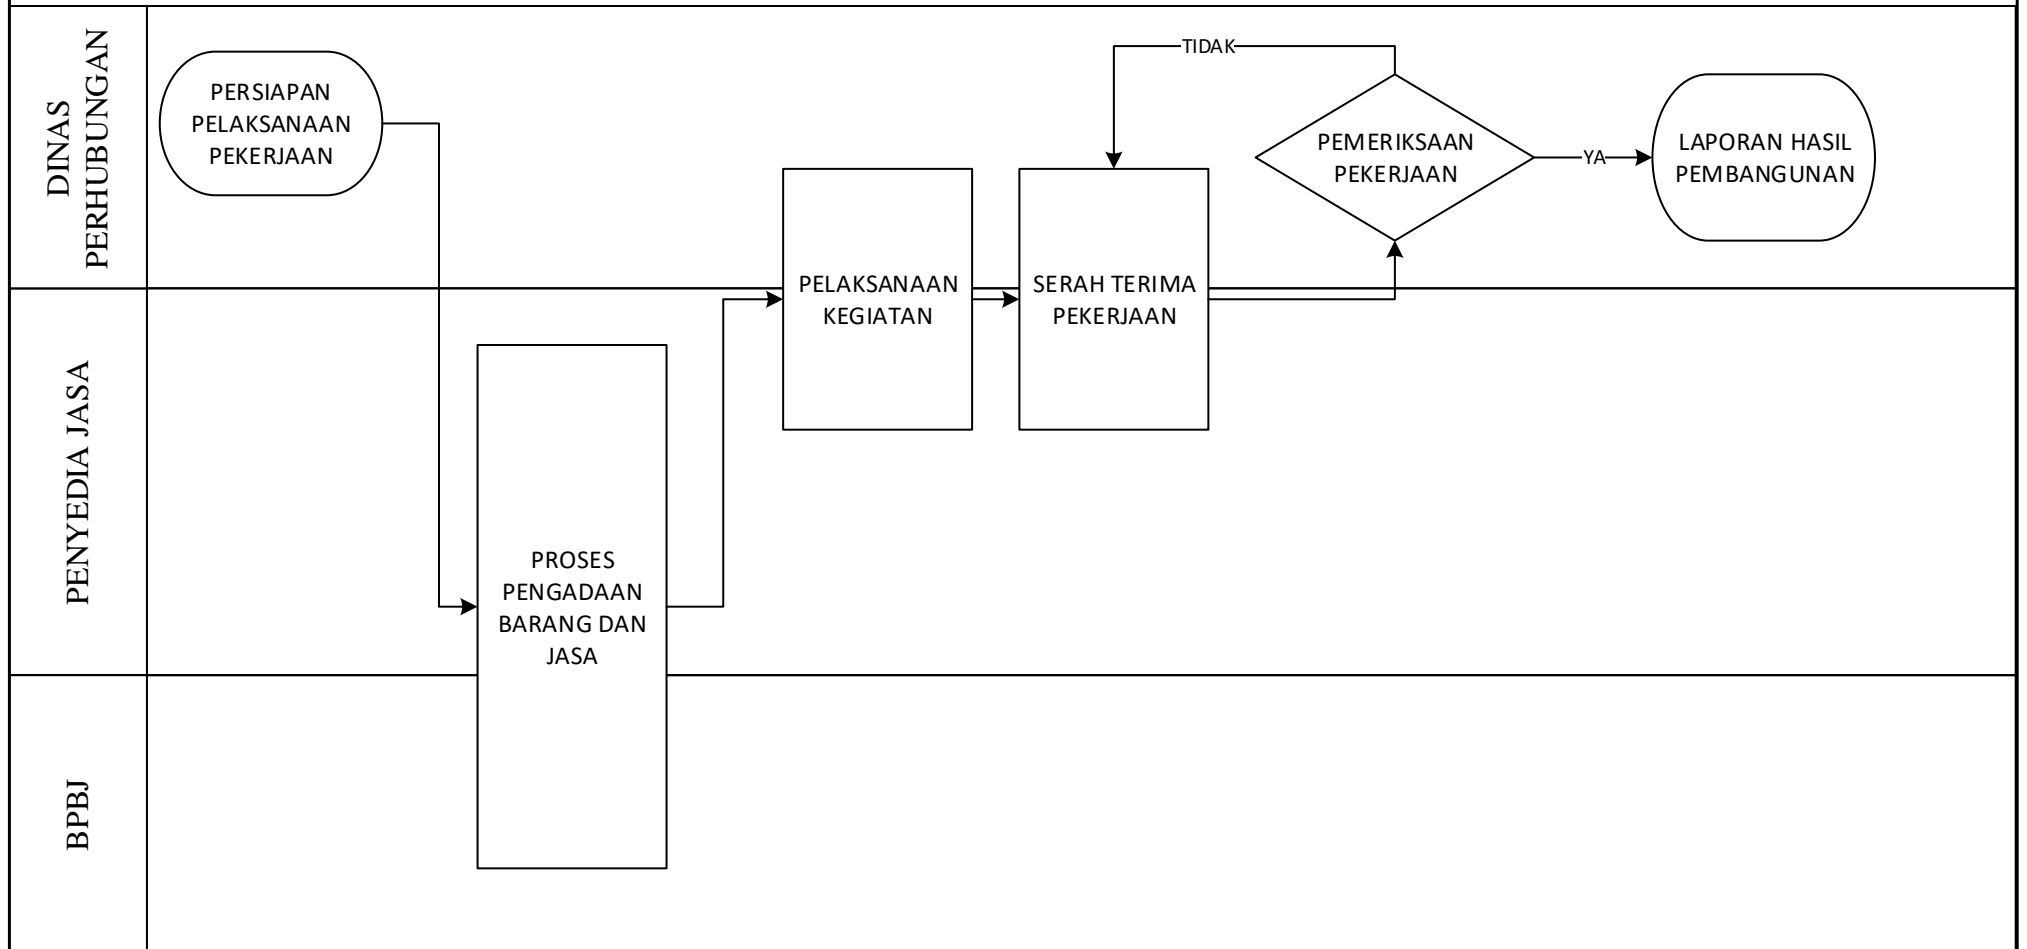 DINAS
PERHUBUNGAN
PERSIAPAN
PELAKSANAAN
PEKERJAAN
TIDAK
PEMERIKSAAN
PEKERJAAN
YA
LAPORAN HASIL
PEMBANGUNAN
PELAKSANAAN
KEGIATAN
SERAH TERIMA
PEKERJAAN
PENYEDIA JASA
PROSES
PENGADAAN
BARANG DAN
JASA
BPBJ